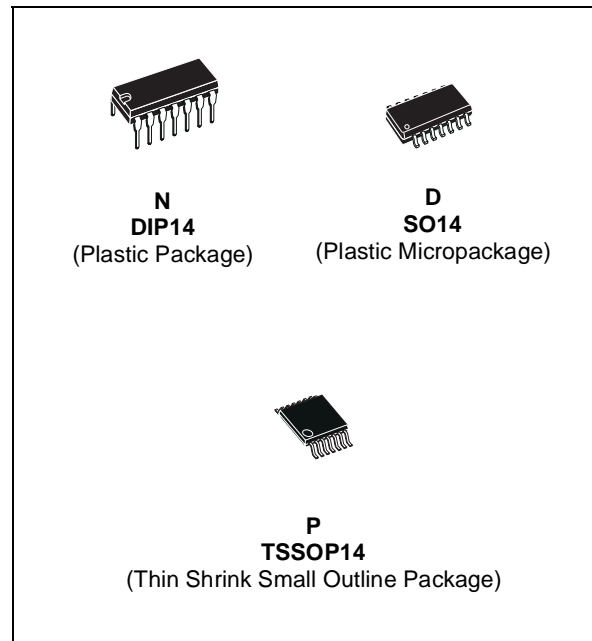 N
DIP14
(Plastic Package)
D
SO14
(Plastic Micropackage)
P
TSSOP14
(Thin Shrink Small Outline Package)